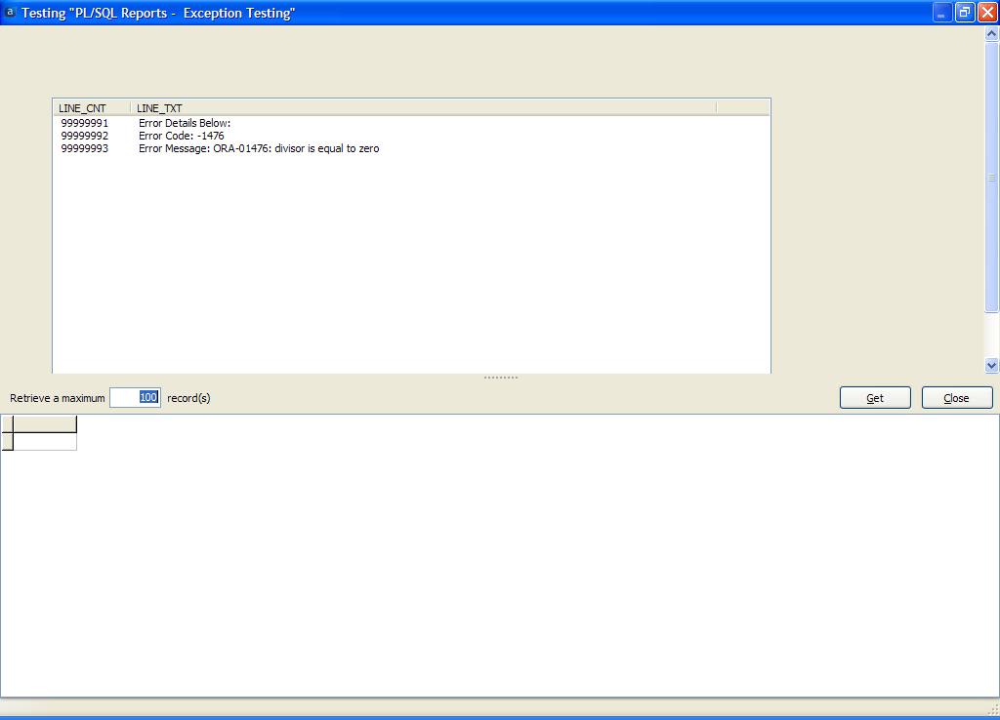 Testing "PL/SQL Reports -  Exception Testing"
LINE_CNT LINE_TXT
99999991 Error Details Below:
99999992 Error Code: -1476
99999993 Error Message: ORA-01476: divisor is equal to zero
Retrieve a maximum 100 record(s) Get Close